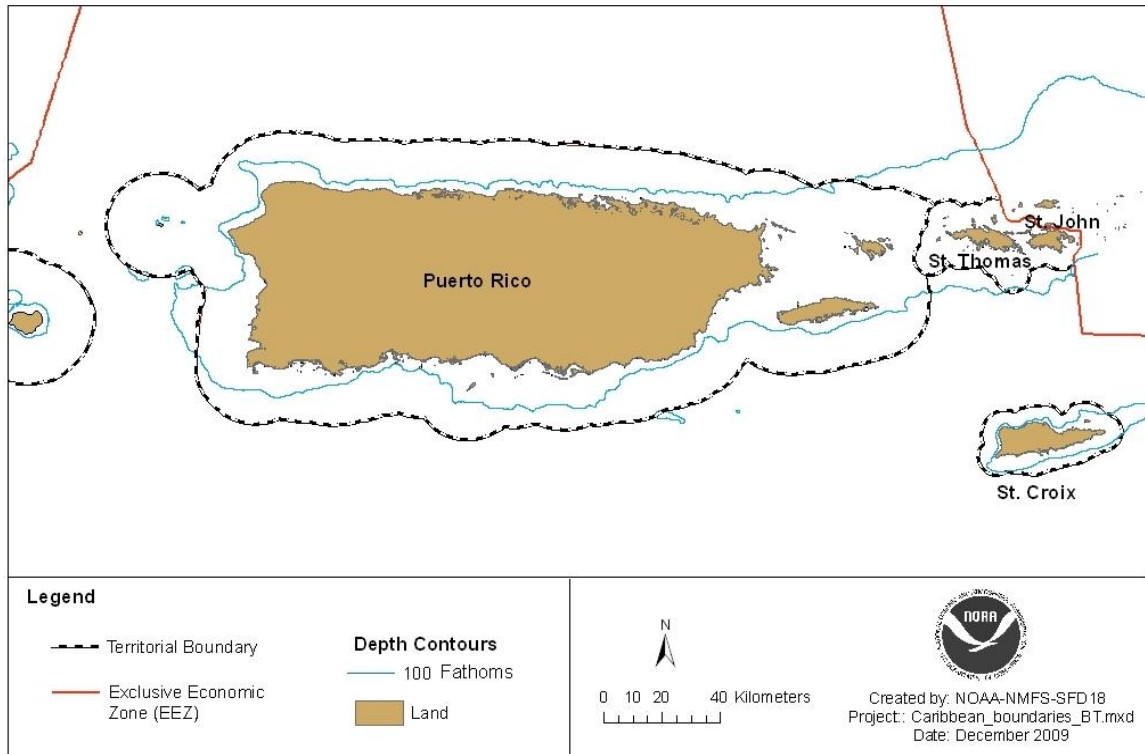 St. John
St. Thomas
Puerto Rico
St. Croix
Legend
Territorial Boundary
Exclusive Economic
Zone (EEZ)
Depth Contours
100 Fathoms
Land
N
0 10 20 40 Kilometers
NOAA
Created by: NOAA-NMFS-SFD18
Project:: Caribbean_boundaries_BT.mxd
Date: December 2009